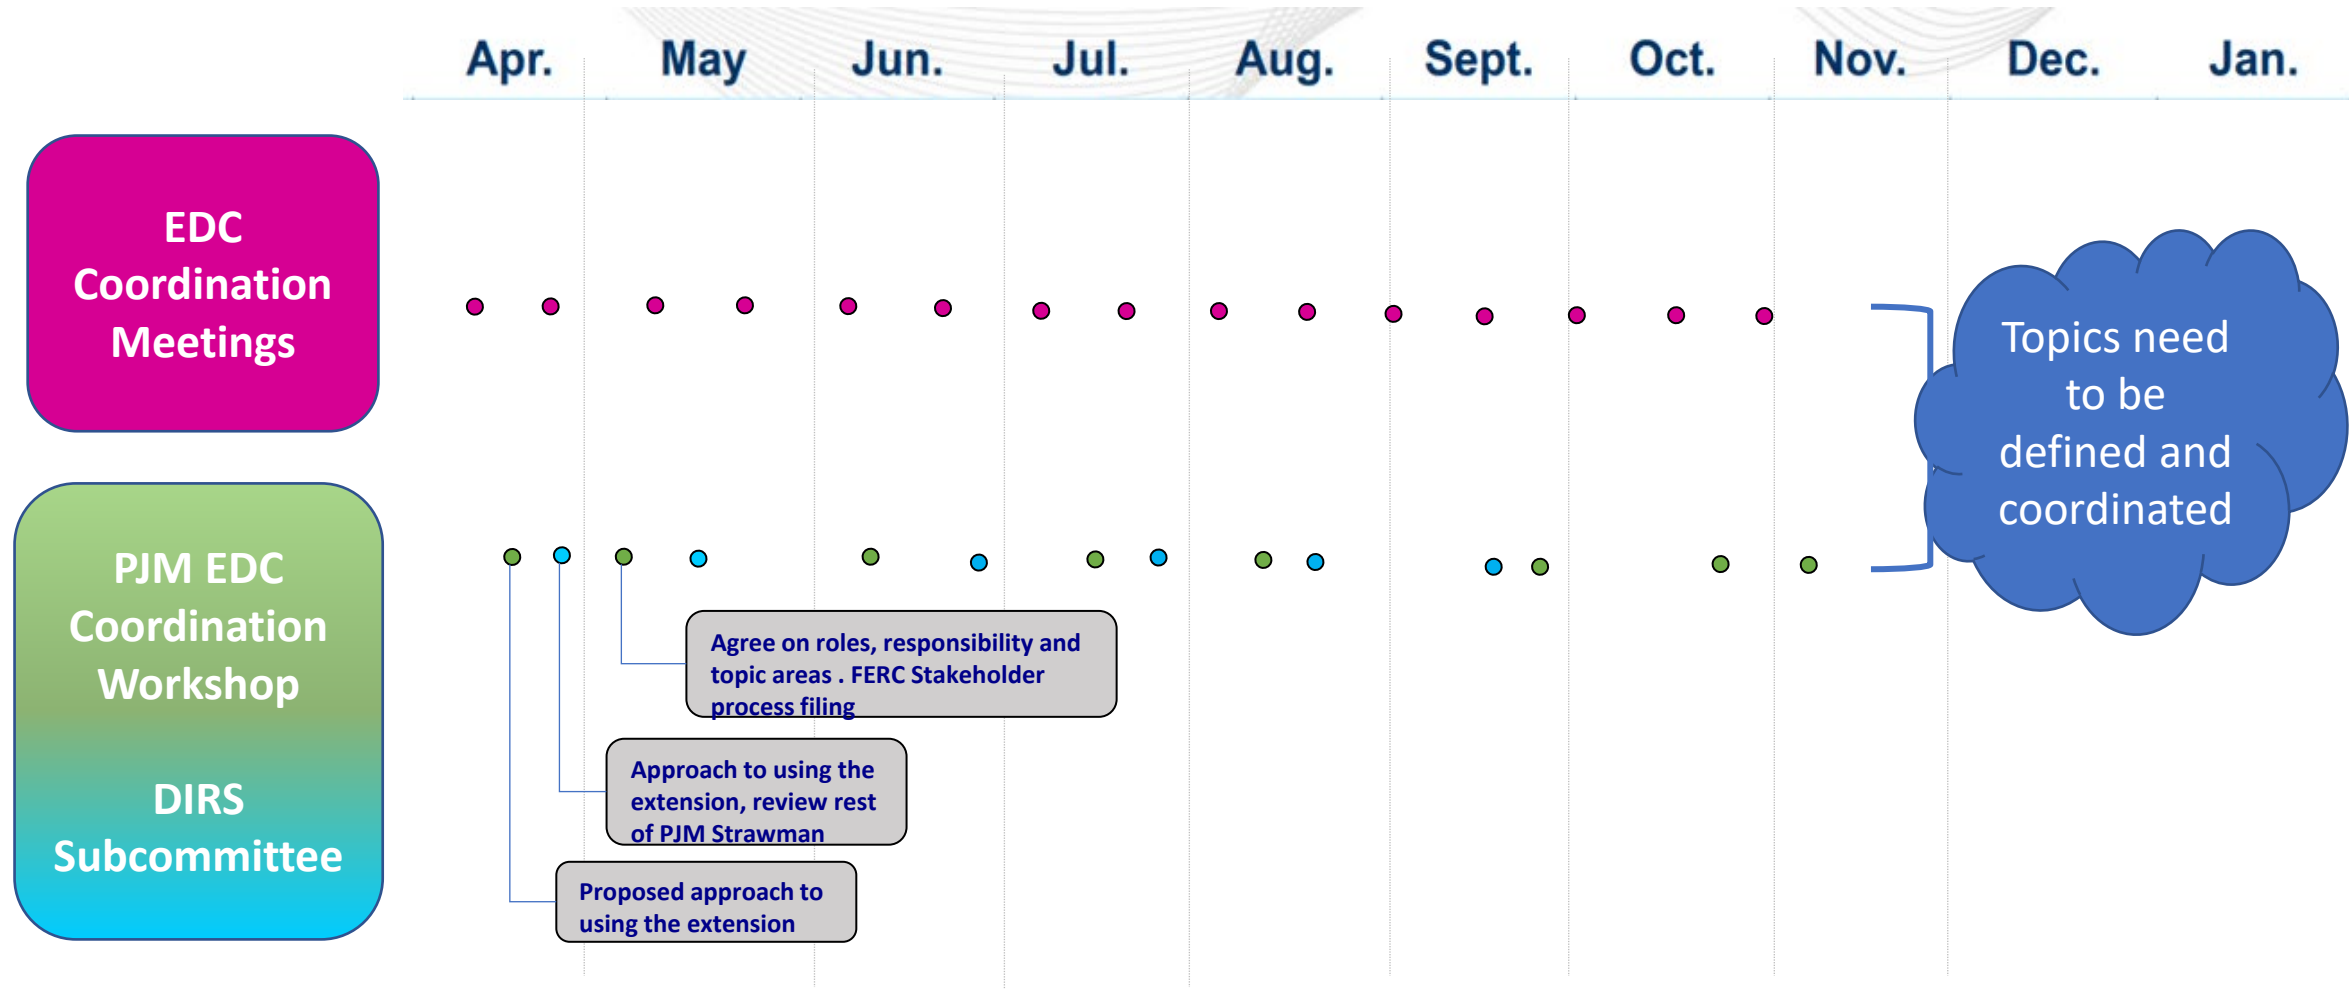 Apr. May Jun. Jul. Aug. Sept. Oct. Nov. Dec. Jan.
EDC
Coordination
Meetings
Topics need
to be
defined and
coordinated
PJM EDC
Coordination
Workshop
DIRS
Subcommittee
Agree on roles, responsibility and
topic areas . FERC Stakeholder
process filing
Approach to using the
extension, review rest
of PJM Strawman
Proposed approach to
using the extension